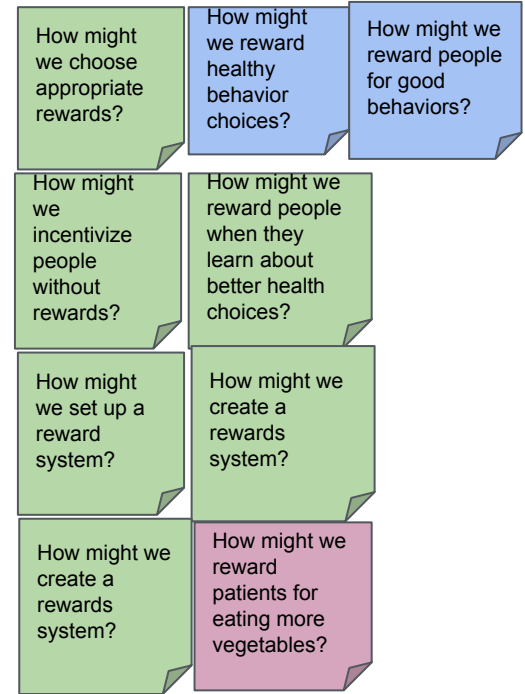 How might
we choose
appropriate
rewards?
How might
we reward
healthy
behavior
choices?
How might we
reward people
for good
behaviors?
How might
we
incentivize
people
without
rewards?
How might we
reward people
when they
learn about
better health
choices?
How might
we set up a
reward
system?
How might we
create a
rewards
system?
How might we
create a
rewards
system?
How might we
reward
patients for
eating more
vegetables?